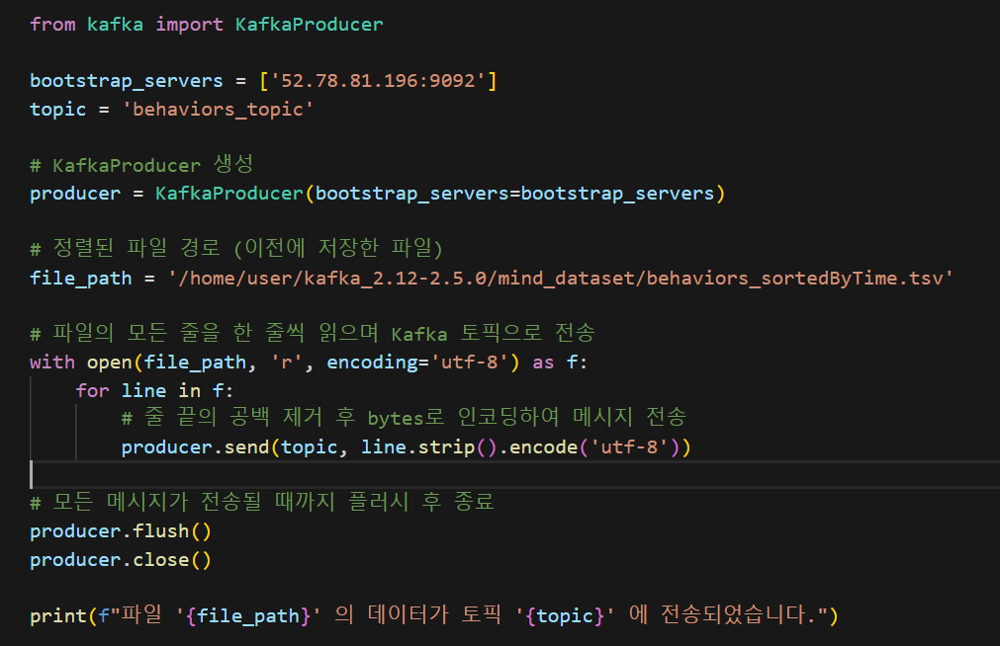 from kafka import KafkaProducer
bootstrap_servers = ['52.78.81.196:9092']
topic = 'behaviors_topic'
# KafkaProducer 생성
producer = KafkaProducer(bootstrap_servers=bootstrap_servers)
# 정렬된 파일 경로 (이전에 저장한 파일)
file_path = '/home/user/kafka_2.12-2.5.0/mind_dataset/behaviors_sortedByTime.tsv'
# 파일의 모든 줄을 한 줄씩 읽으며 Kafka 토픽으로 전송
with open(file_path, 'r', encoding='utf-8') as f:
    for line in f:
        # 줄 끝의 공백 제거 후 bytes로 인코딩하여 메시지 전송
        producer.send(topic, line.strip().encode('utf-8'))
# 모든 메시지가 전송될 때까지 플러시 후 종료
producer.flush()
producer.close()
print(f"파일 '{file_path}' 의 데이터가 토픽 '{topic}' 에 전송되었습니다.")